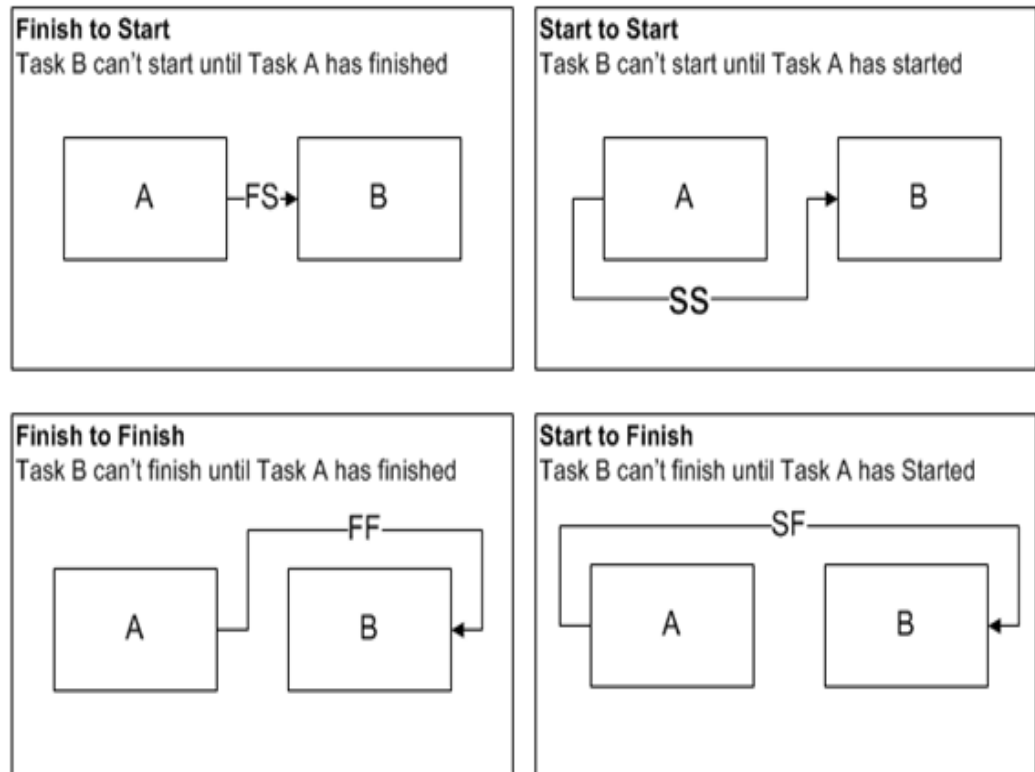 Finish to Start
Task B can't start until Task A has finished
A
FS
B
Start to Start
Task B can't start until Task A has started
A
B
SS
Finish to Finish
Task B can't finish until Task A has finished
FF
A
B
Start to Finish
Task B can't finish until Task A has Started
SF
A
B